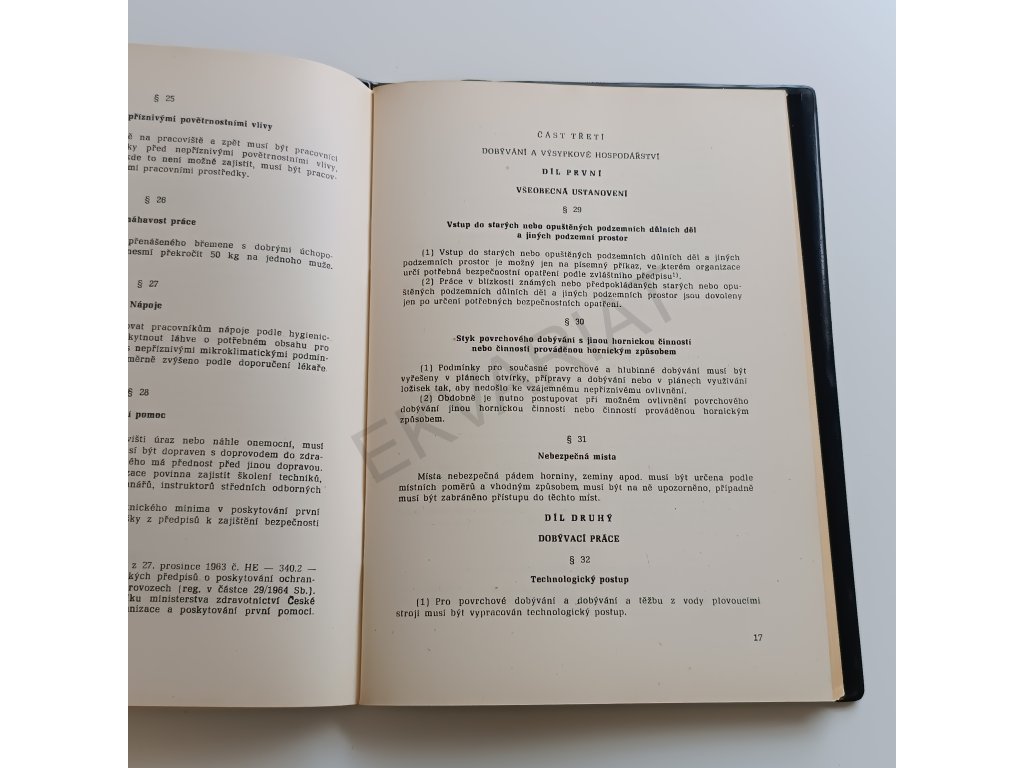 § 25
příznivými povětrnostními vlivy
ě na pracoviště a zpět musí být pracovníci
ky před nepříznivými povětrnostními vlivy,
kde to není možné zajistit, musí být pracov-
mi pracovními prostředky.
§ 26
náhavost práce
přenášeného břemene s dobrými úchopo-
nesmí překročit 50 kg na jednoho muže.
§ 27
Nápoje
ovat pracovníkům nápoje podle hygienic-
kytnout láhve o potřebném obsahu pro
s nepříznivými mikroklimatickými podmín-
měrně zvýšeno podle doporučení lékaře
§ 28
í pomoc
višti úraz nebo náhle onemocní, musí
sí být dopraven s doprovodem do zdra-
ého má přednost před jinou dopravou.
zace povinna zajistit školení techniků,
anářů, instruktorů středních odborných
tnického minima v poskytování první
šky z předpisů k zajištění bezpečnosti
z 27. prosince 1963 č. HE — 340.2 —
kých předpisů o poskytování ochran-
rovozech (reg. v částce 29/1964 Sb.).
ku ministerstva zdravotnictví České
nizace a poskytování první pomoci.
ČÁST TŘETÍ
DOBÝVÁNÍ A VÝSYPKOVÉ HOSPODÁŘSTVÍ
DÍL PRVNÍ
VŠEOBECNÁ USTANOVENÍ
§ 29
Vstup do starých nebo opuštěných podzemních důlních děl
a jiných podzemní prostor
(1) Vstup do starých nebo opuštěných podzemních důlních děl a jiných
podzemních prostor je možný jen na písemný příkaz, ve kterém organizace
určí potřebná bezpečnostní opatření podle zvláštního předpisu¹).
(2) Práce v blízkosti známých nebo předpokládaných starých nebo opu-
štěných podzemních důlních děl a jiných podzemních prostor jsou dovoleny
jen po určení potřebných bezpečnostních opatření.
§ 30
Styk povrchového dobývání s jinou hornickou činností
nebo činností prováděnou hornickým způsobem
(1) Podmínky pro současné povrchové a hlubinné dobývání musí být
vyřešeny v plánech otvírky, přípravy a dobývání nebo v plánech využívání
ložisek tak, aby nedošlo ke vzájemnému nepříznivému ovlivnění.
(2) Obdobně je nutno postupovat při možném ovlivnění povrchového
dobývání jinou hornickou činností nebo činností prováděnou hornickým
způsobem.
§ 31
Nebezpečná místa
Místa nebezpečná pádem horniny, zeminy apod. musí být určena podle
místních poměrů a vhodným způsobem musí být na ně upozorněno, případně
musí být zabráněno přístupu do těchto míst.
DÍL DRUHÝ
DOBÝVACÍ PRÁCE
§ 32
Technologický postup
(1) Pro povrchové dobývání a dobývání a těžbu z vody plovoucími
stroji musí být vypracován technologický postup.
17
EKVARIAT